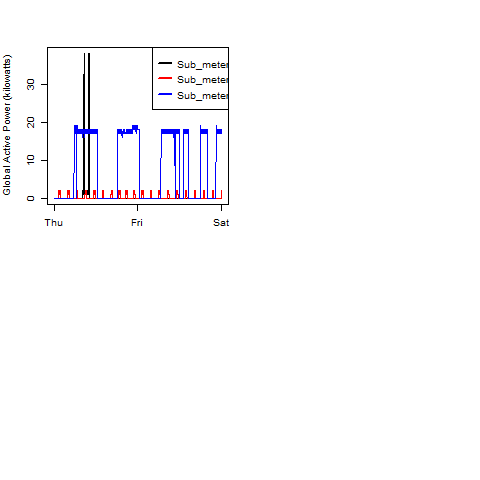 Global Active Power (kilowatts)
30
20
10
0
Sub_meter
Sub_meter
Sub_meter
Thu Fri Sat